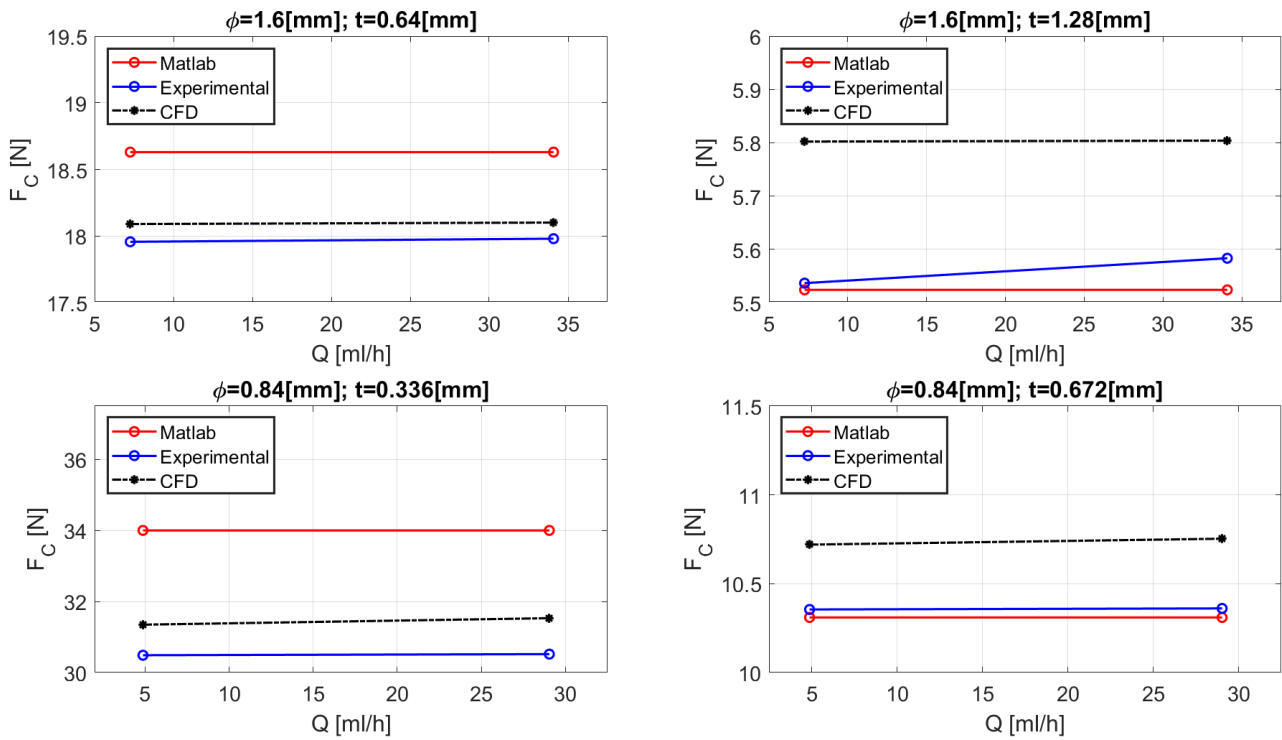 ϕ=1.6[mm]; t=0.64[mm]
19.5
19
18.5
18
17.5
F_C [N]
Matlab
Experimental
CFD
5 10 15 20 25 30 35
Q [ml/h]
ϕ=1.6[mm]; t=1.28[mm]
6
5.9
5.8
5.7
5.6
5.5
F_C [N]
Matlab
Experimental
CFD
5 10 15 20 25 30 35
Q [ml/h]
ϕ=0.84[mm]; t=0.336[mm]
36
34
32
30
F_C [N]
Matlab
Experimental
CFD
5 10 15 20 25 30
Q [ml/h]
ϕ=0.84[mm]; t=0.672[mm]
11.5
11
10.5
10
F_C [N]
Matlab
Experimental
CFD
5 10 15 20 25 30
Q [ml/h]